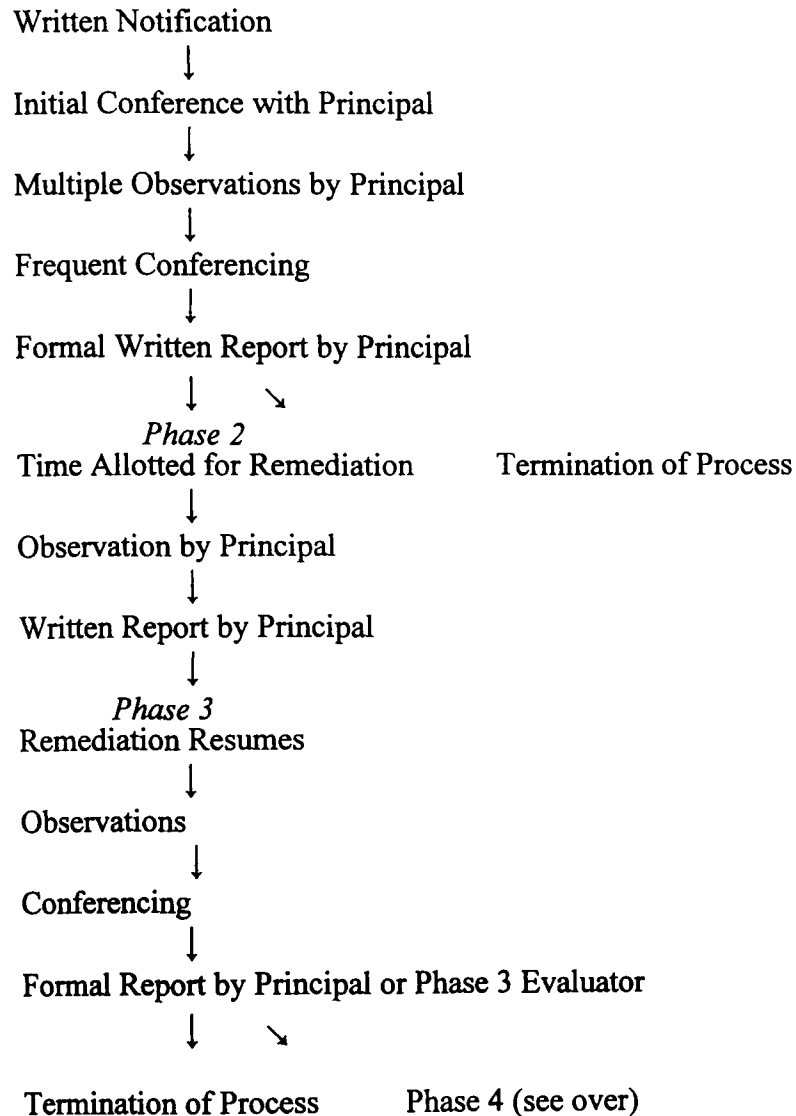 Written Notification
↓
Initial Conference with Principal
↓
Multiple Observations by Principal
↓
Frequent Conferencing
↓
Formal Written Report by Principal
↓ ↘
Phase 2
Time Allotted for Remediation Termination of Process
↓
Observation by Principal
↓
Written Report by Principal
↓
Phase 3
Remediation Resumes
↓
Observations
↓
Conferencing
↓
Formal Report by Principal or Phase 3 Evaluator
↓ ↘
Termination of Process Phase 4 (see over)